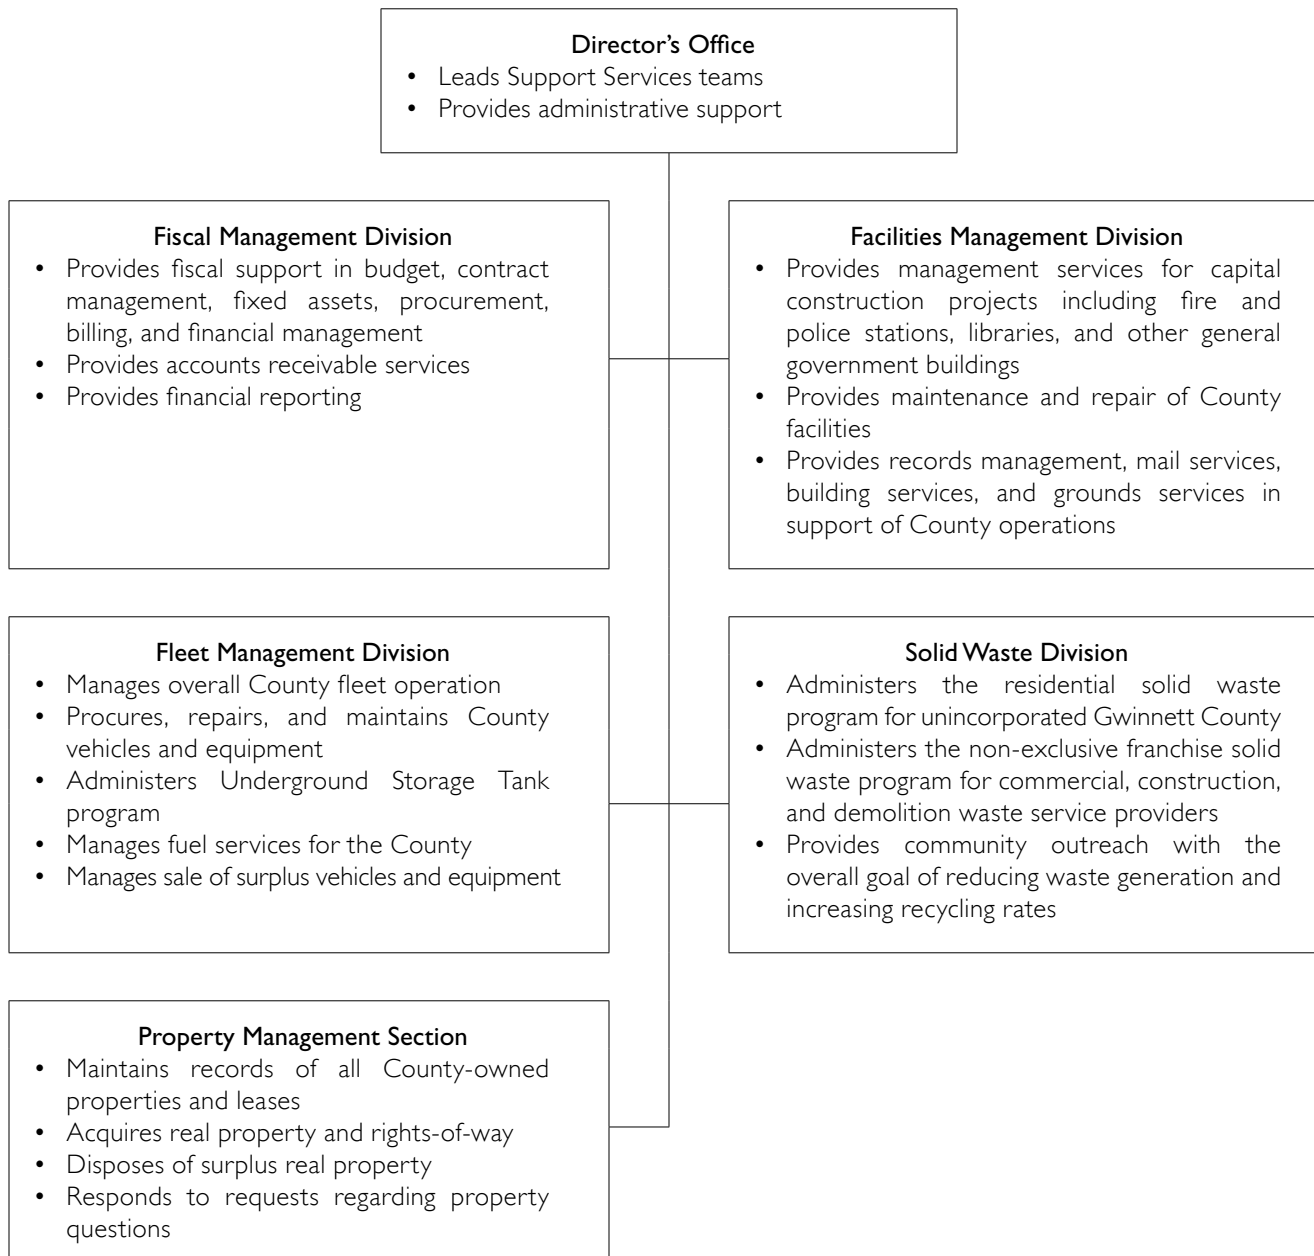 Director’s Office
• Leads Support Services teams
• Provides administrative support
Fiscal Management Division
• Provides fiscal support in budget, contract
management, fixed assets, procurement,
billing, and financial management
• Provides accounts receivable services
• Provides financial reporting
Facilities Management Division
• Provides management services for capital
construction projects including fire and
police stations, libraries, and other general
government buildings
• Provides maintenance and repair of County
facilities
• Provides records management, mail services,
building services, and grounds services in
support of County operations
Fleet Management Division
• Manages overall County fleet operation
• Procures, repairs, and maintains County
vehicles and equipment
• Administers Underground Storage Tank
program
• Manages fuel services for the County
• Manages sale of surplus vehicles and equipment
Solid Waste Division
• Administers the residential solid waste
program for unincorporated Gwinnett County
• Administers the non-exclusive franchise solid
waste program for commercial, construction,
and demolition waste service providers
• Provides community outreach with the
overall goal of reducing waste generation and
increasing recycling rates
Property Management Section
• Maintains records of all County-owned
properties and leases
• Acquires real property and rights-of-way
• Disposes of surplus real property
• Responds to requests regarding property
questions